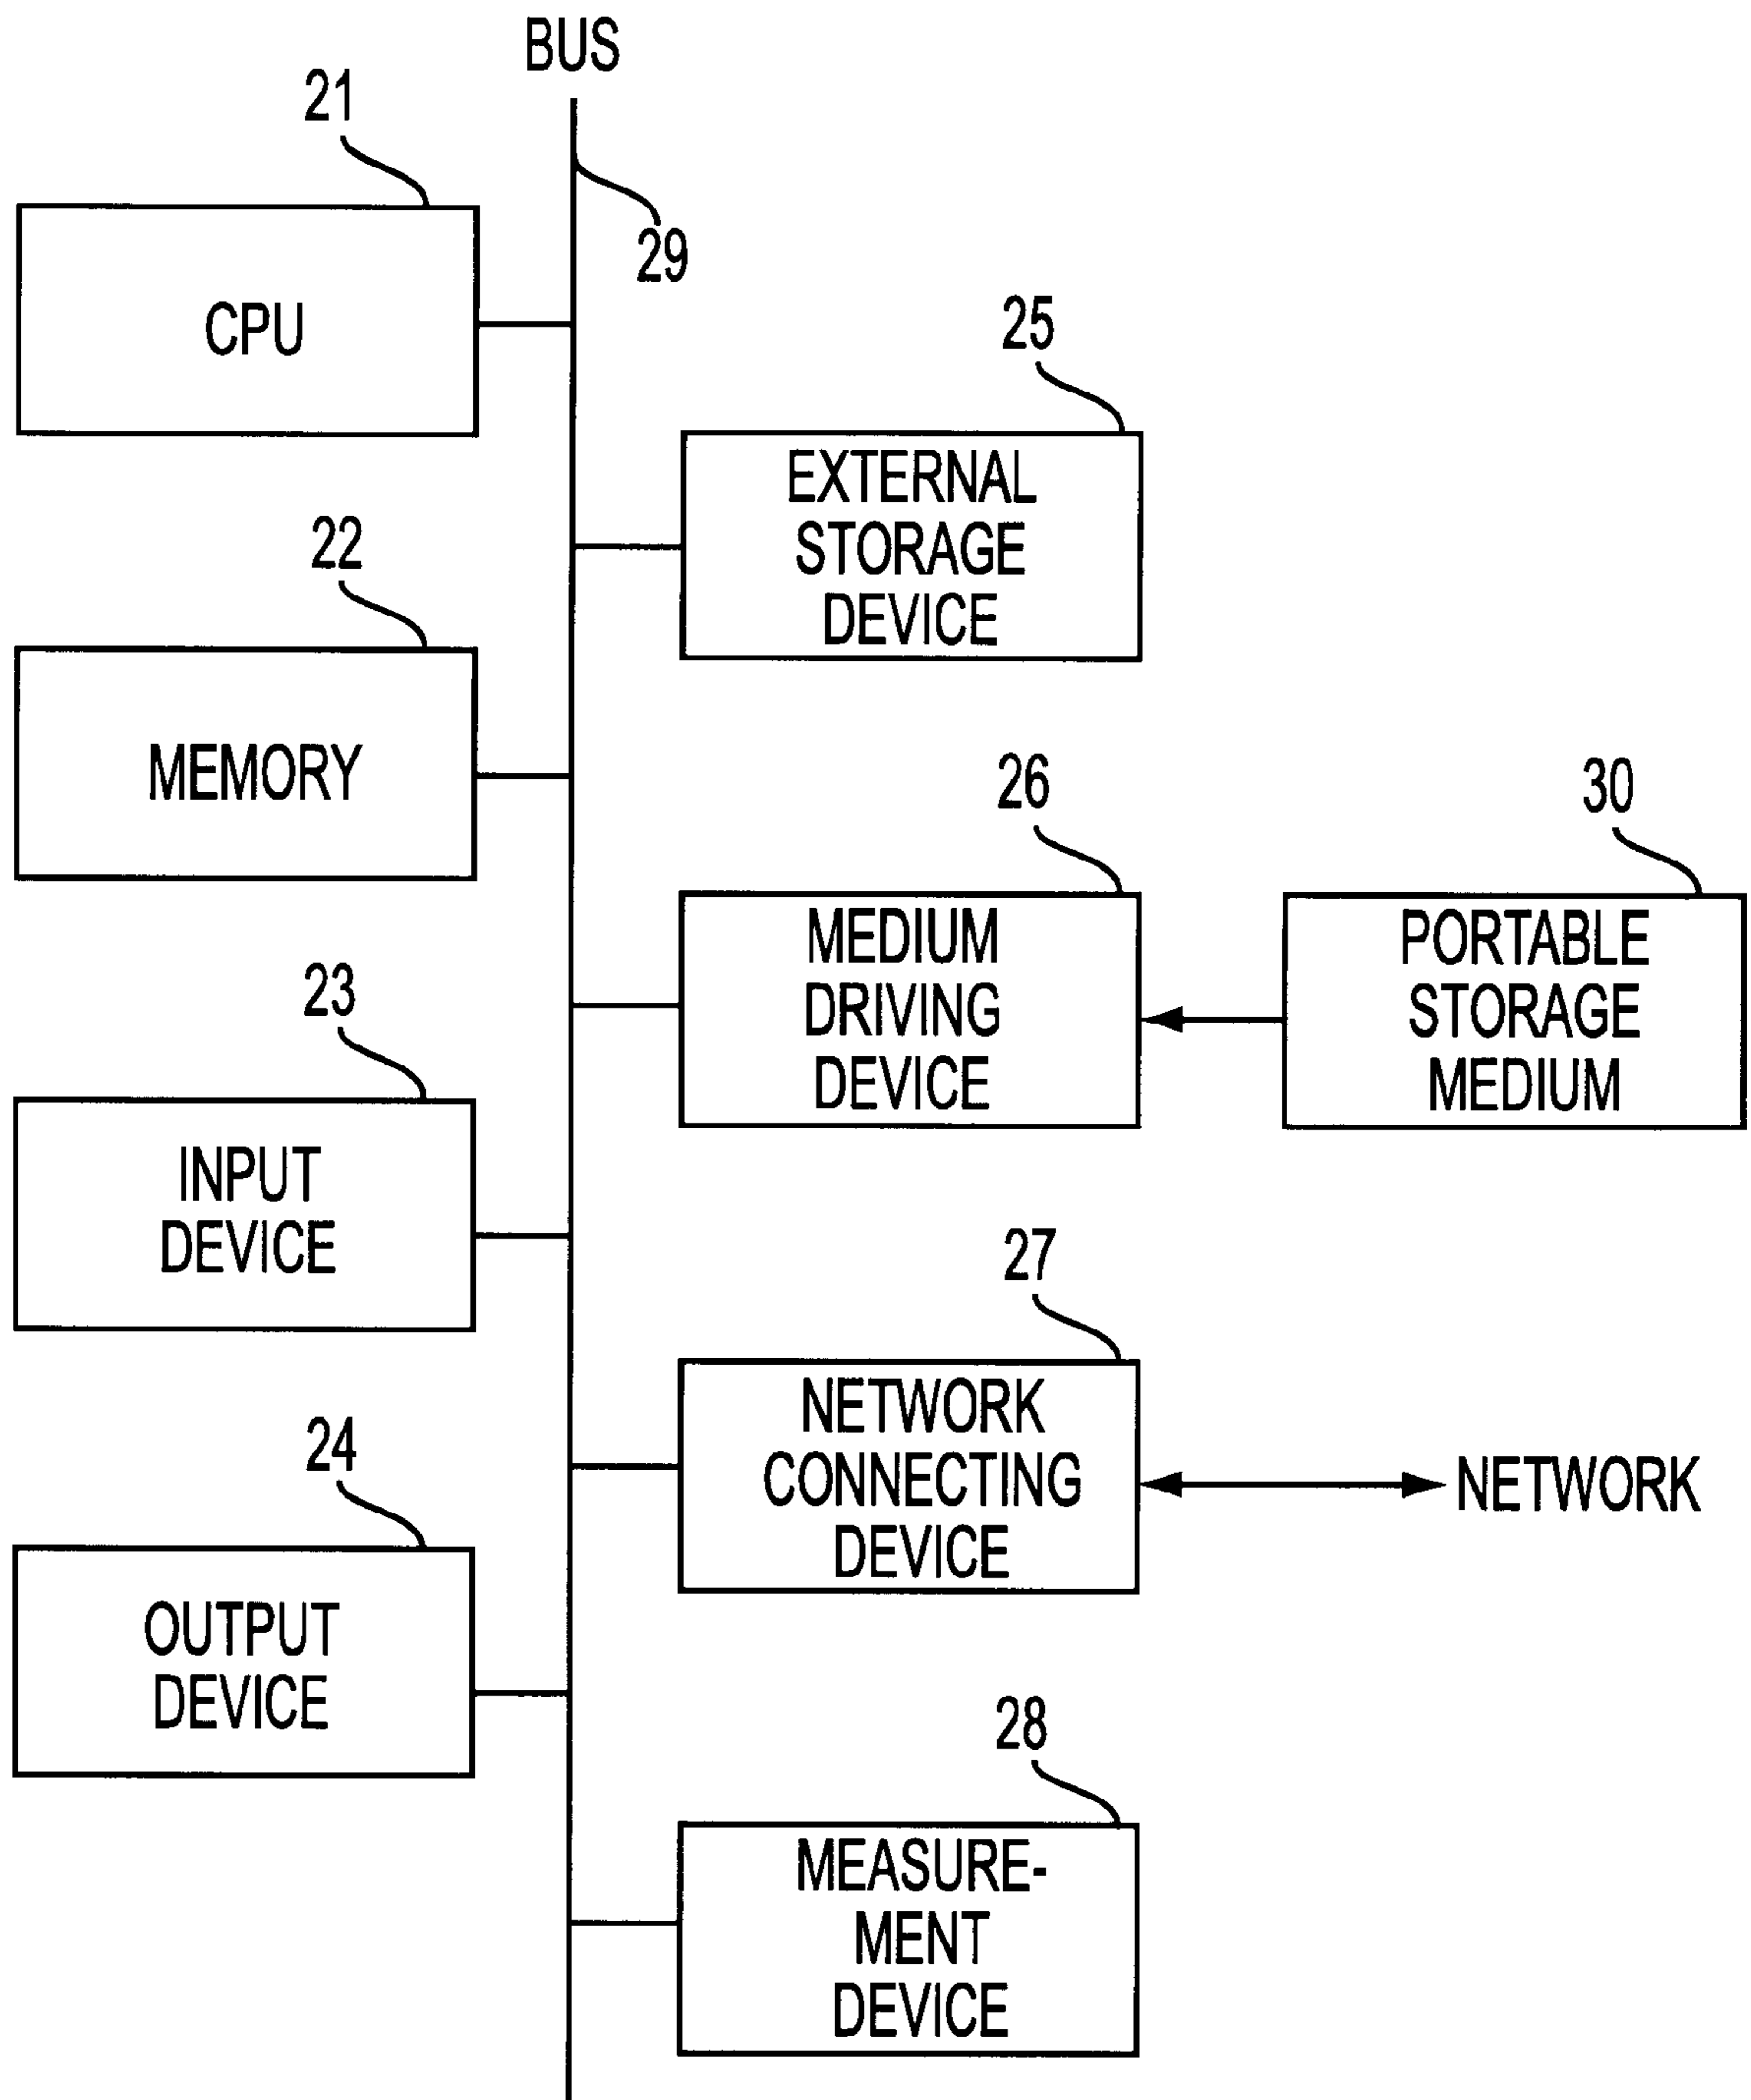 BUS
21
29
CPU
25
EXTERNAL
STORAGE
DEVICE
22
MEMORY
26
MEDIUM
DRIVING
DEVICE
30
PORTABLE
STORAGE
MEDIUM
23
INPUT
DEVICE
27
NETWORK
CONNECTING
DEVICE
NETWORK
24
OUTPUT
DEVICE
28
MEASURE-
MENT
DEVICE